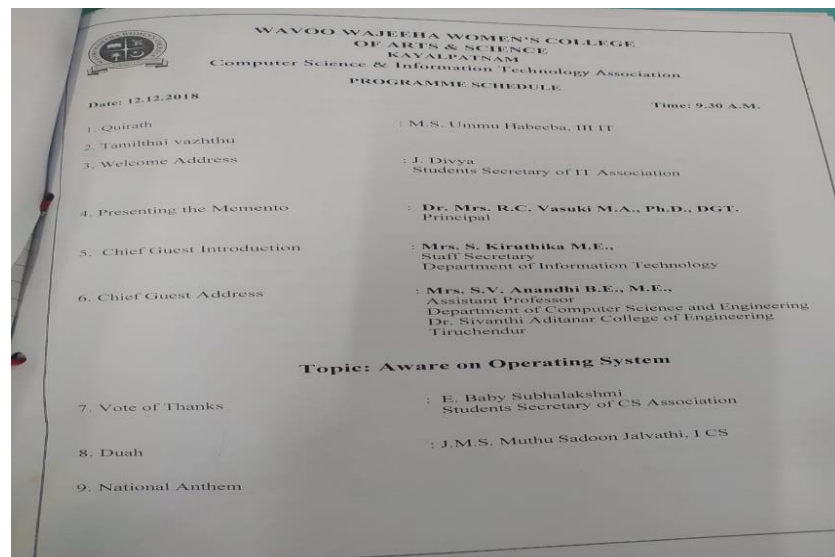 WAVOO WAJEEHA WOMEN'S COLLEGE
OF ARTS & SCIENCE
KAYALPATNAM
Computer Science & Information Technology Association
PROGRAMME SCHEDULE
Date: 12.12.2018 Time: 9.30 A.M.
1. Quirath : M.S. Ummu Habeeba, III IT
2. Tamilthai vazhthu
3. Welcome Address : J. Divya
Students Secretary of IT Association
4. Presenting the Memento : Dr. Mrs. R.C. Vasuki M.A., Ph.D., DGT.
Principal
5. Chief Guest Introduction : Mrs. S. Kiruthika M.E.,
Staff Secretary
Department of Information Technology
6. Chief Guest Address : Mrs. S.V. Anandhi B.E., M.E.,
Assistant Professor
Department of Computer Science and Engineering
Dr. Sivanthi Aditanar College of Engineering
Tiruchendur
Topic: Aware on Operating System
7. Vote of Thanks : E. Baby Subhalakshmi
Students Secretary of CS Association
8. Duah : J.M.S. Muthu Sadoon Jalvathi, I CS
9. National Anthem